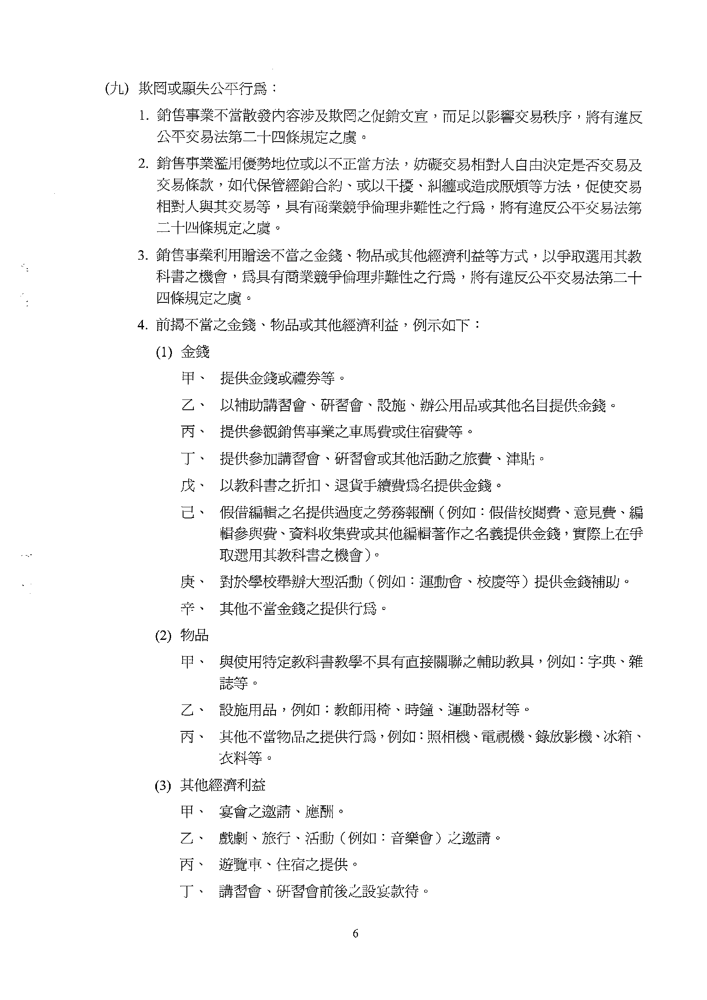 (九) 欺罔或顯失公平行爲：
1. 銷售事業不當散發內容涉及欺罔之促銷文宣，而足以影響交易秩序，將有違反
公平交易法第二十四條規定之虞。
2. 銷售事業濫用優勢地位或以不正當方法，妨礙交易相對人自由決定是否交易及
交易條款，如代保管經銷合約、或以干擾、糾纏或造成厭煩等方法，促使交易
相對人與其交易等，具有商業競爭倫理非難性之行爲，將有違反公平交易法第
二十四條規定之虞。
3. 銷售事業利用贈送不當之金錢、物品或其他經濟利益等方式，以爭取選用其教
科書之機會，爲具有商業競爭倫理非難性之行爲，將有違反公平交易法第二十
四條規定之虞。
4. 前揭不當之金錢、物品或其他經濟利益，例示如下：
(1) 金錢
甲、 提供金錢或禮券等。
乙、 以補助講習會、研習會、設施、辦公用品或其他名目提供金錢。
丙、 提供參觀銷售事業之車馬費或住宿費等。
丁、 提供參加講習會、研習會或其他活動之旅費、津貼。
戊、 以教科書之折扣、退貨手續費爲名提供金錢。
己、 假借編輯之名提供過度之勞務報酬（例如：假借校閱費、意見費、編
輯參與費、資料收集費或其他編輯著作之名義提供金錢，實際上在爭
取選用其教科書之機會）。
庚、 對於學校舉辦大型活動（例如：運動會、校慶等）提供金錢補助。
辛、 其他不當金錢之提供行爲。
(2) 物品
甲、 與使用特定教科書教學不具有直接關聯之輔助教具，例如：字典、雜
誌等。
乙、 設施用品，例如：教師用椅、時鐘、運動器材等。
丙、 其他不當物品之提供行爲，例如：照相機、電視機、錄放影機、冰箱、
衣料等。
(3) 其他經濟利益
甲、 宴會之邀請、應酬。
乙、 戲劇、旅行、活動（例如：音樂會）之邀請。
丙、 遊覽車、住宿之提供。
丁、 講習會、研習會前後之設宴款待。
6